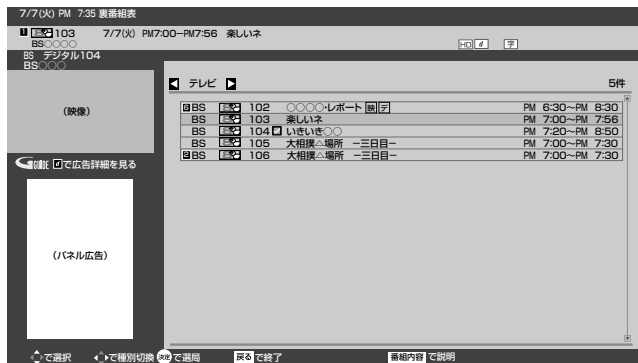 7/7(火) PM 7:35 裏番組表
1 103 7/7(火) PM7:00−PM7:56 楽しいネ
BS○○○○ HD d 字
BS デジタル104
BS○○○
(映像)
テレビ 5件
BS 102 ○○○○・レポート 映 デ PM 6:30〜PM 8:30
BS 103 楽しいネ PM 7:00〜PM 7:56
BS 104 いきいき○○ PM 7:20〜PM 8:50
BS 105 大相撲△場所 −三日目− PM 7:00〜PM 7:30
BS 106 大相撲△場所 −三日目− PM 7:00〜PM 7:30
GUIDE dで広告詳細を見る
(パネル広告)
で選択 で種別切換 決定 で選局 戻る で終了 番組内容 で説明